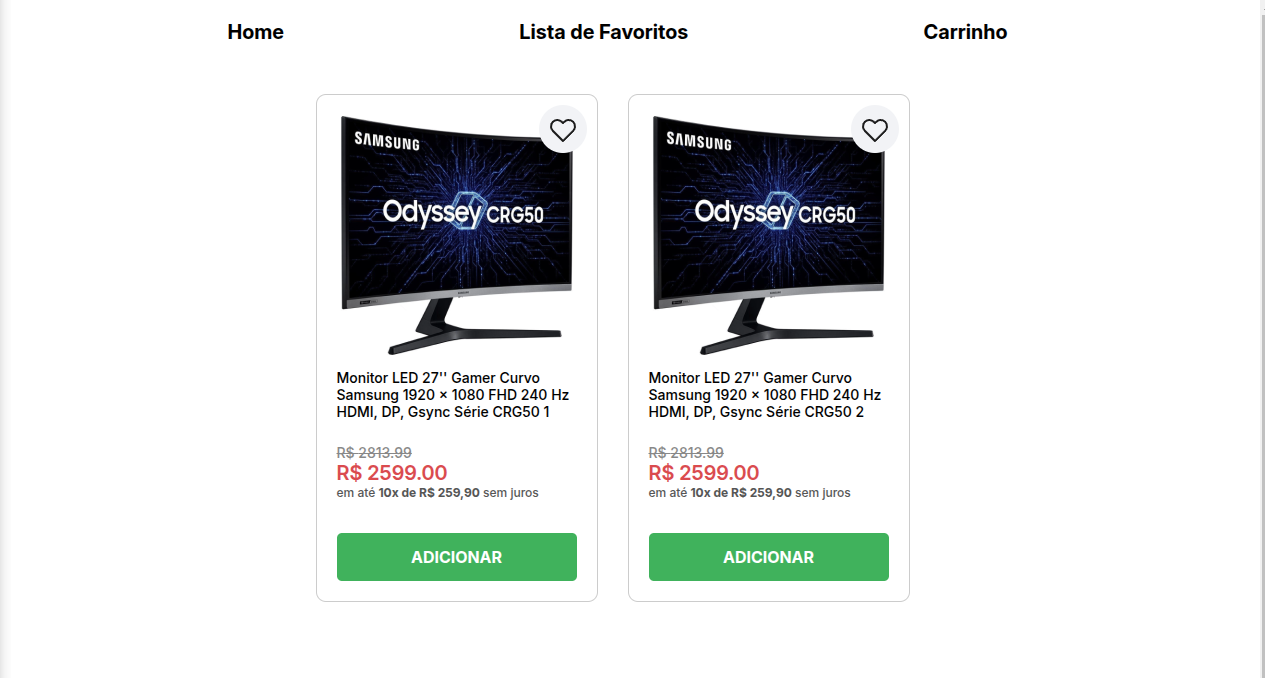 Home Lista de Favoritos Carrinho
SAMSUNG
Odyssey CRG50
Monitor LED 27'' Gamer Curvo
Samsung 1920 × 1080 FHD 240 Hz
HDMI, DP, Gsync Série CRG50 1
R$ 2813.99
R$ 2599.00
em até 10x de R$ 259,90 sem juros
ADICIONAR
SAMSUNG
Odyssey CRG50
Monitor LED 27'' Gamer Curvo
Samsung 1920 × 1080 FHD 240 Hz
HDMI, DP, Gsync Série CRG50 2
R$ 2813.99
R$ 2599.00
em até 10x de R$ 259,90 sem juros
ADICIONAR